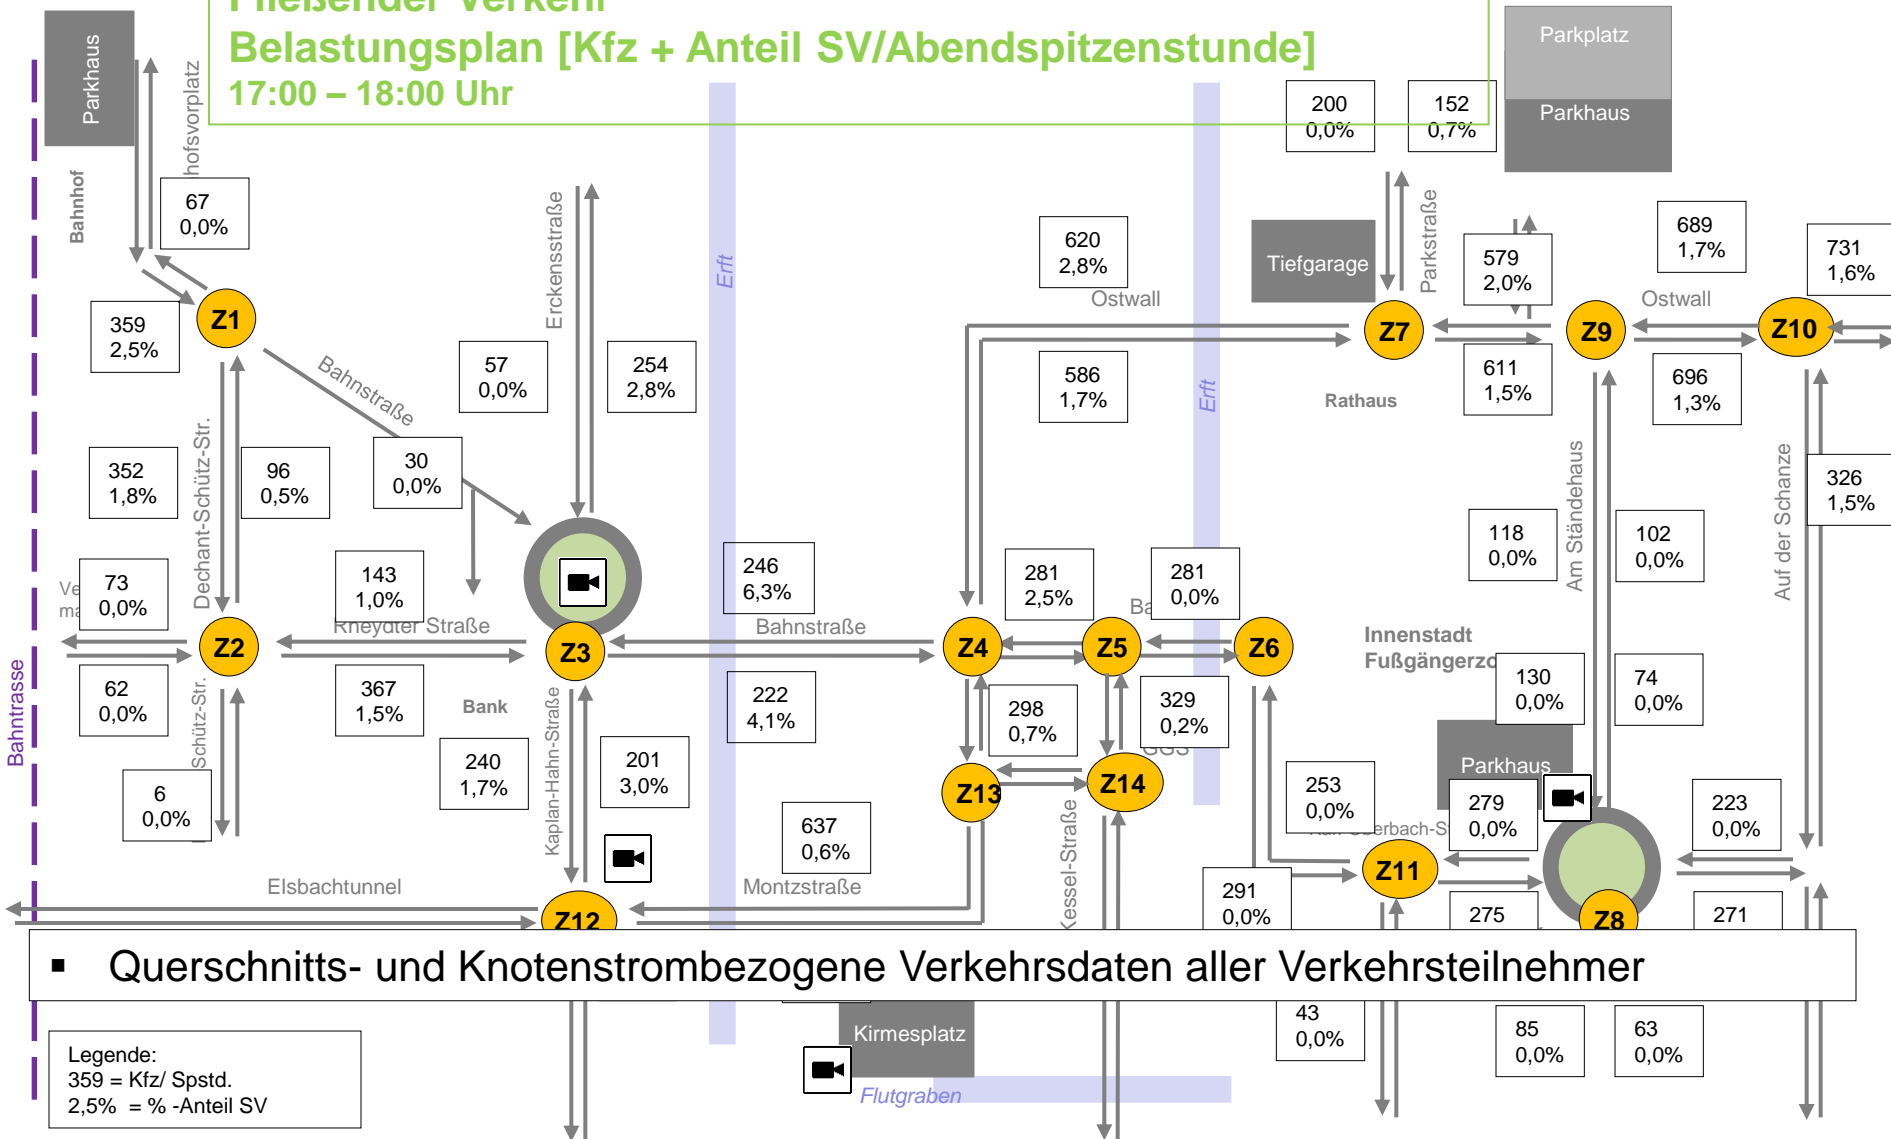 Fließender Verkehr
Belastungsplan [Kfz + Anteil SV/Abendspitzenstunde]
17:00 – 18:00 Uhr
Parkhaus
hofsvorplatz
Bahnhof
67
0,0%
359
2,5%
Z1
Bahnstraße
Erckensstraße
57
0,0%
254
2,8%
Erft
620
2,8%
Ostwall
586
1,7%
200
0,0%
152
0,7%
Parkplatz
Parkhaus
Tiefgarage
Parkstraße
Erft
Z7
Rathaus
579
2,0%
611
1,5%
Z9
689
1,7%
Ostwall
696
1,3%
731
1,6%
Z10
326
1,5%
352
1,8%
Dechant-Schütz-Str.
96
0,5%
30
0,0%
118
0,0%
Am Ständehaus
102
0,0%
Auf der Schanze
73
0,0%
62
0,0%
Z2
143
1,0%
Rheydter Straße
367
1,5%
Z3
246
6,3%
Bahnstraße
222
4,1%
Z4
281
2,5%
Z5
281
0,0%
Z6
Innenstadt
298
0,7%
329
0,2%
130
0,0%
74
0,0%
Bahntrasse
Schütz-Str.
6
0,0%
Bank
240
1,7%
Kaplan-Hahn-Straße
201
3,0%
Z13
Z14
Parkhaus
253
0,0%
279
0,0%
223
0,0%
637
0,6%
Kessel-Straße
Z11
Elsbachtunnel
Montzstraße
Z12
291
0,0%
275
Z8
271
▪ Querschnitts- und Knotenstrombezogene Verkehrsdaten aller Verkehrsteilnehmer
43
0,0%
85
0,0%
63
0,0%
Kirmesplatz
Flutgraben
Legende:
359 = Kfz/ Spstd.
2,5% = % -Anteil SV